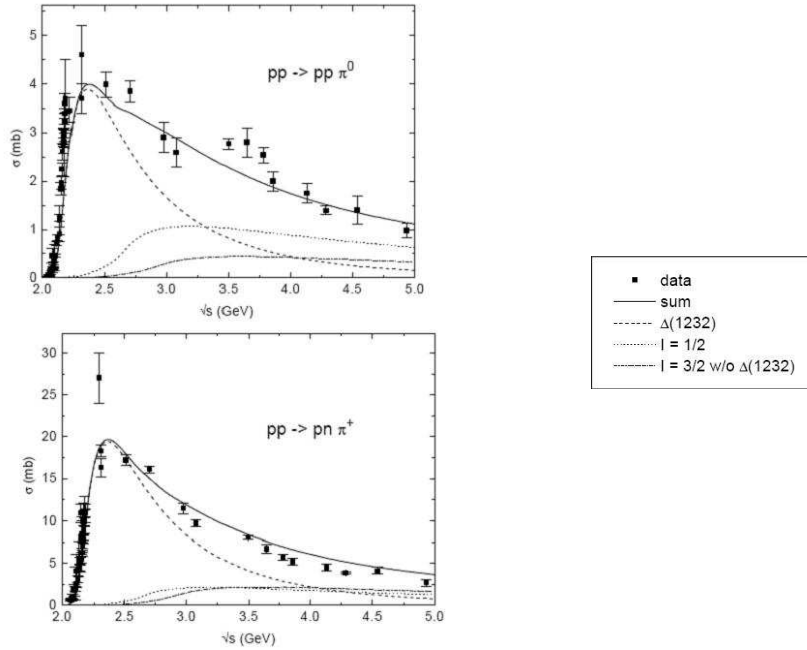 5
4
3
2
1
0
σ (mb)
pp -> pp π⁰
2.0 2.5 3.0 3.5 4.0 4.5 5.0
√s (GeV)
30
25
20
15
10
5
0
σ (mb)
pp -> pn π⁺
2.0 2.5 3.0 3.5 4.0 4.5 5.0
√s (GeV)
data
sum
Δ(1232)
I = 1/2
I = 3/2 w/o Δ(1232)